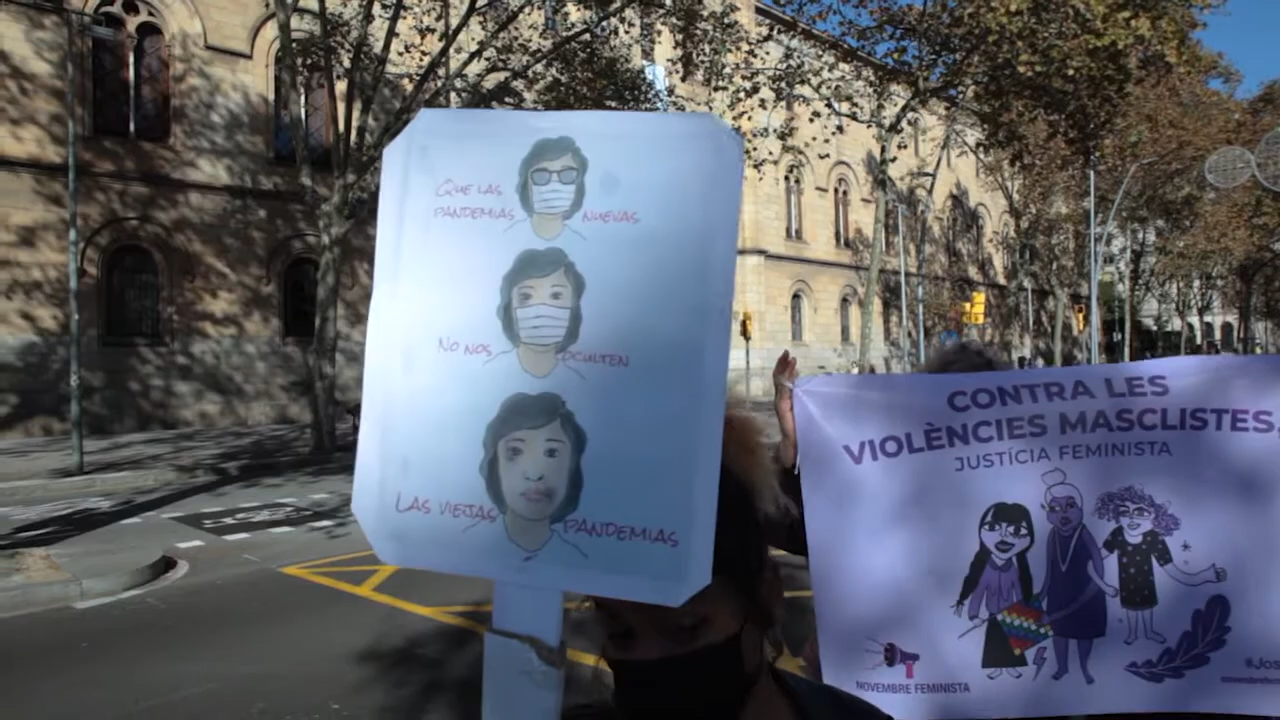 QUE LAS
PANDEMIAS NUEVAS
NO NOS OCULTEN
LAS VIEJAS PANDEMIAS
CONTRA LES
VIOLÈNCIES MASCLISTES,
JUSTÍCIA FEMINISTA
NOVEMBRE FEMINISTA